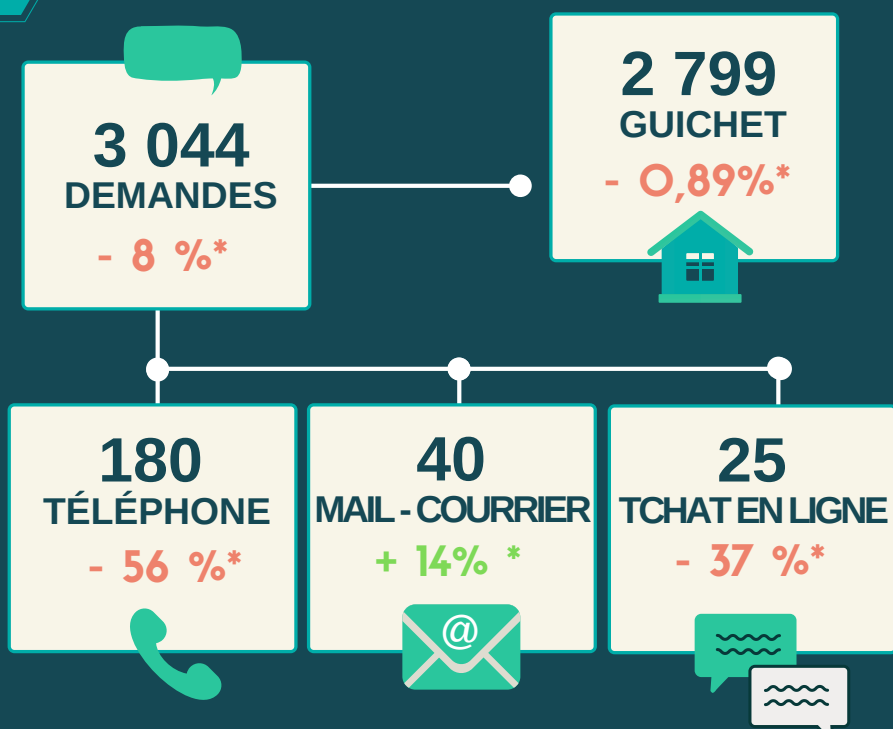 3 044
DEMANDES
- 8 %*
2 799
GUICHET
- 0,89%*
180
TÉLÉPHONE
- 56 %*
40
MAIL - COURRIER
+ 14% *
@
25
TCHAT EN LIGNE
- 37 %*